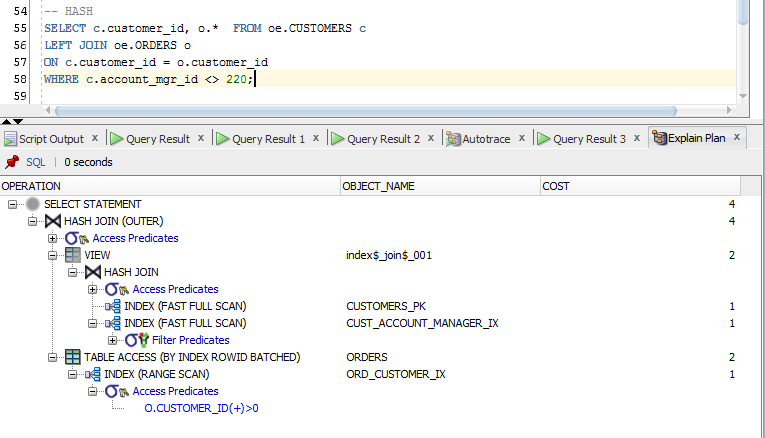 54 -- HASH
55 SELECT c.customer_id, o.*  FROM oe.CUSTOMERS c
56 LEFT JOIN oe.ORDERS o
57 ON c.customer_id = o.customer_id
58 WHERE c.account_mgr_id <> 220;
59
Script Output x Query Result x Query Result 1 x Query Result 2 x Autotrace x Query Result 3 x Explain Plan x
SQL | 0 seconds
OPERATION OBJECT_NAME COST
SELECT STATEMENT 4
HASH JOIN (OUTER) 4
Access Predicates
VIEW index$_join$_001 2
HASH JOIN
Access Predicates
INDEX (FAST FULL SCAN) CUSTOMERS_PK 1
INDEX (FAST FULL SCAN) CUST_ACCOUNT_MANAGER_IX 1
Filter Predicates
TABLE ACCESS (BY INDEX ROWID BATCHED) ORDERS 2
INDEX (RANGE SCAN) ORD_CUSTOMER_IX 1
Access Predicates
O.CUSTOMER_ID(+)>0